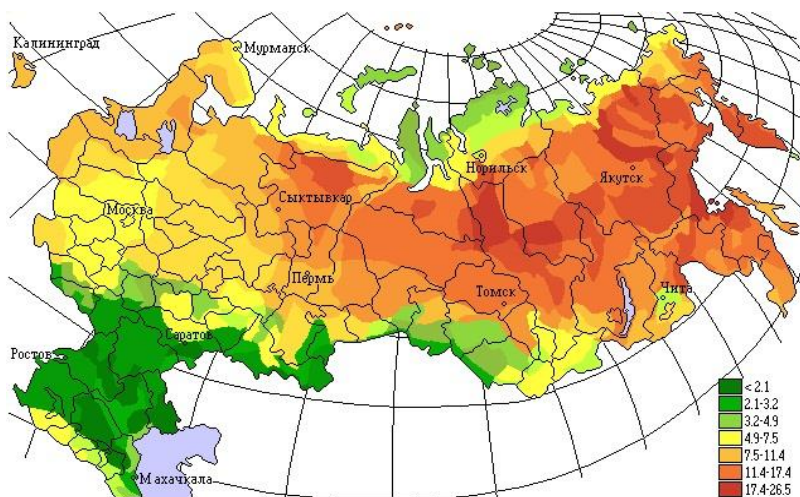 Калининград
Мурманск
Норильск
Якутск
Сыктывкар
Москва
Пермь
Томск
Чита
Саратов
Ростов
Махачкала
< 2.1
2.1-3.2
3.2-4.9
4.9-7.5
7.5-11.4
11.4-17.4
17.4-26.5